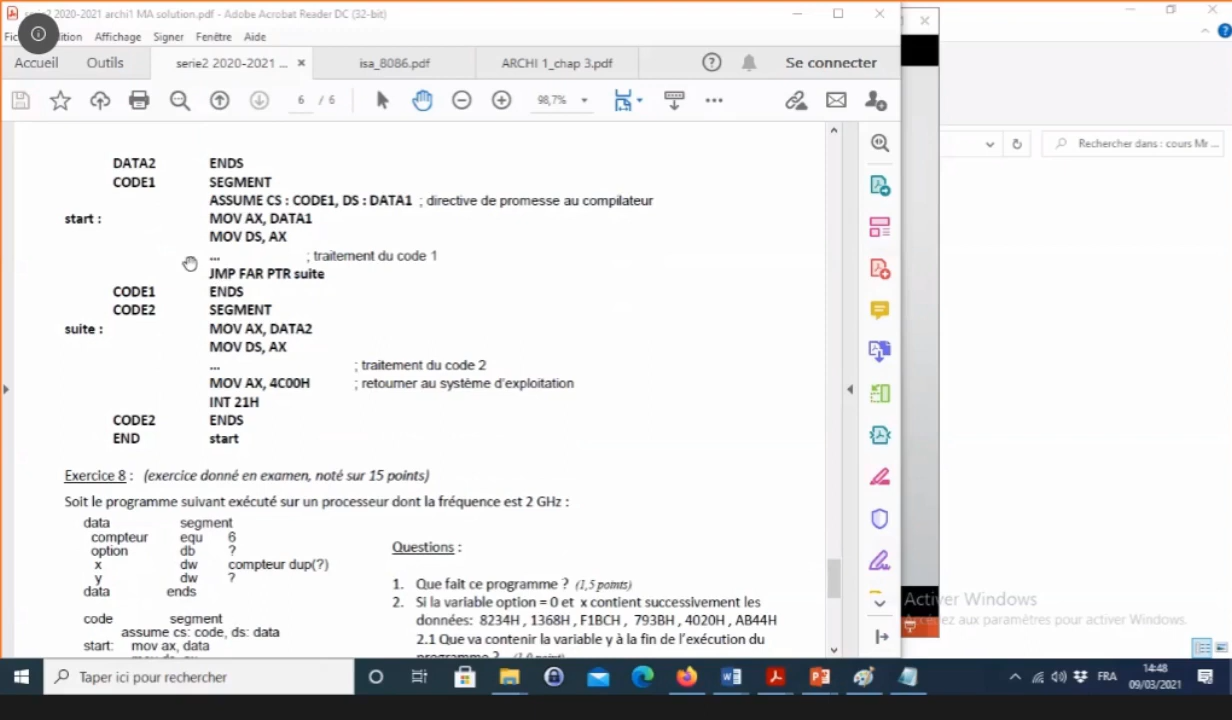 serie2 2020-2021 archi1 MA solution.pdf - Adobe Acrobat Reader DC (32-bit)
Affichage Signer Fenêtre Aide
Accueil Outils serie2 2020-2021 ... × isa_8086.pdf ARCHI 1_chap 3.pdf Se connecter
6 / 6 98,7%
Rechercher dans : cours Mr ...
DATA2 ENDS
CODE1 SEGMENT
ASSUME CS : CODE1, DS : DATA1 ; directive de promesse au compilateur
start : MOV AX, DATA1
MOV DS, AX
... ; traitement du code 1
JMP FAR PTR suite
CODE1 ENDS
CODE2 SEGMENT
suite : MOV AX, DATA2
MOV DS, AX
... ; traitement du code 2
MOV AX, 4C00H ; retourner au système d'exploitation
INT 21H
CODE2 ENDS
END start
Exercice 8 : (exercice donné en examen, noté sur 15 points)
Soit le programme suivant exécuté sur un processeur dont la fréquence est 2 GHz :
data segment
compteur equ 6
option db ?
x dw compteur dup(?)
y dw ?
data ends
code segment
assume cs: code, ds: data
start: mov ax, data
mov ds, ax
Questions :
1. Que fait ce programme ? (1,5 points)
2. Si la variable option = 0 et x contient successivement les
données: 8234H , 1368H, F1BCH , 793BH , 4020H , AB44H
2.1 Que va contenir la variable y à la fin de l'exécution du
programme ?
Activer Windows
Accédez aux paramètres pour activer Windows.
Taper ici pour rechercher
FRA
14:48
09/03/2021